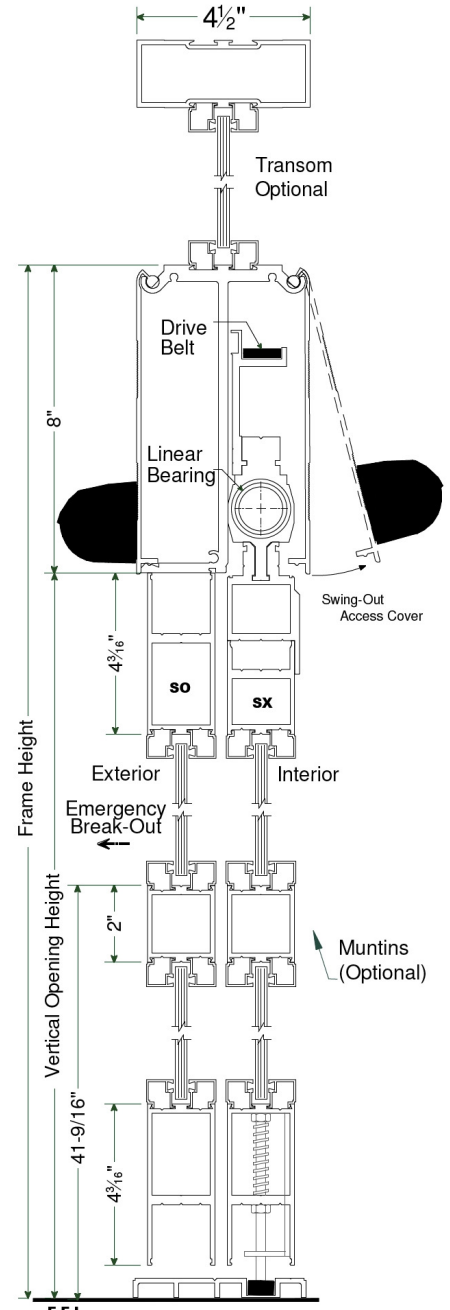 4½"
Transom
Optional
Drive
Belt
8"
Linear
Bearing
Swing-Out
Access Cover
4³⁄₁₆"
SO
SX
Exterior
Interior
Emergency
Break-Out
Frame Height
Vertical Opening Height
2"
Muntins
(Optional)
41-9/16"
4³⁄₁₆"